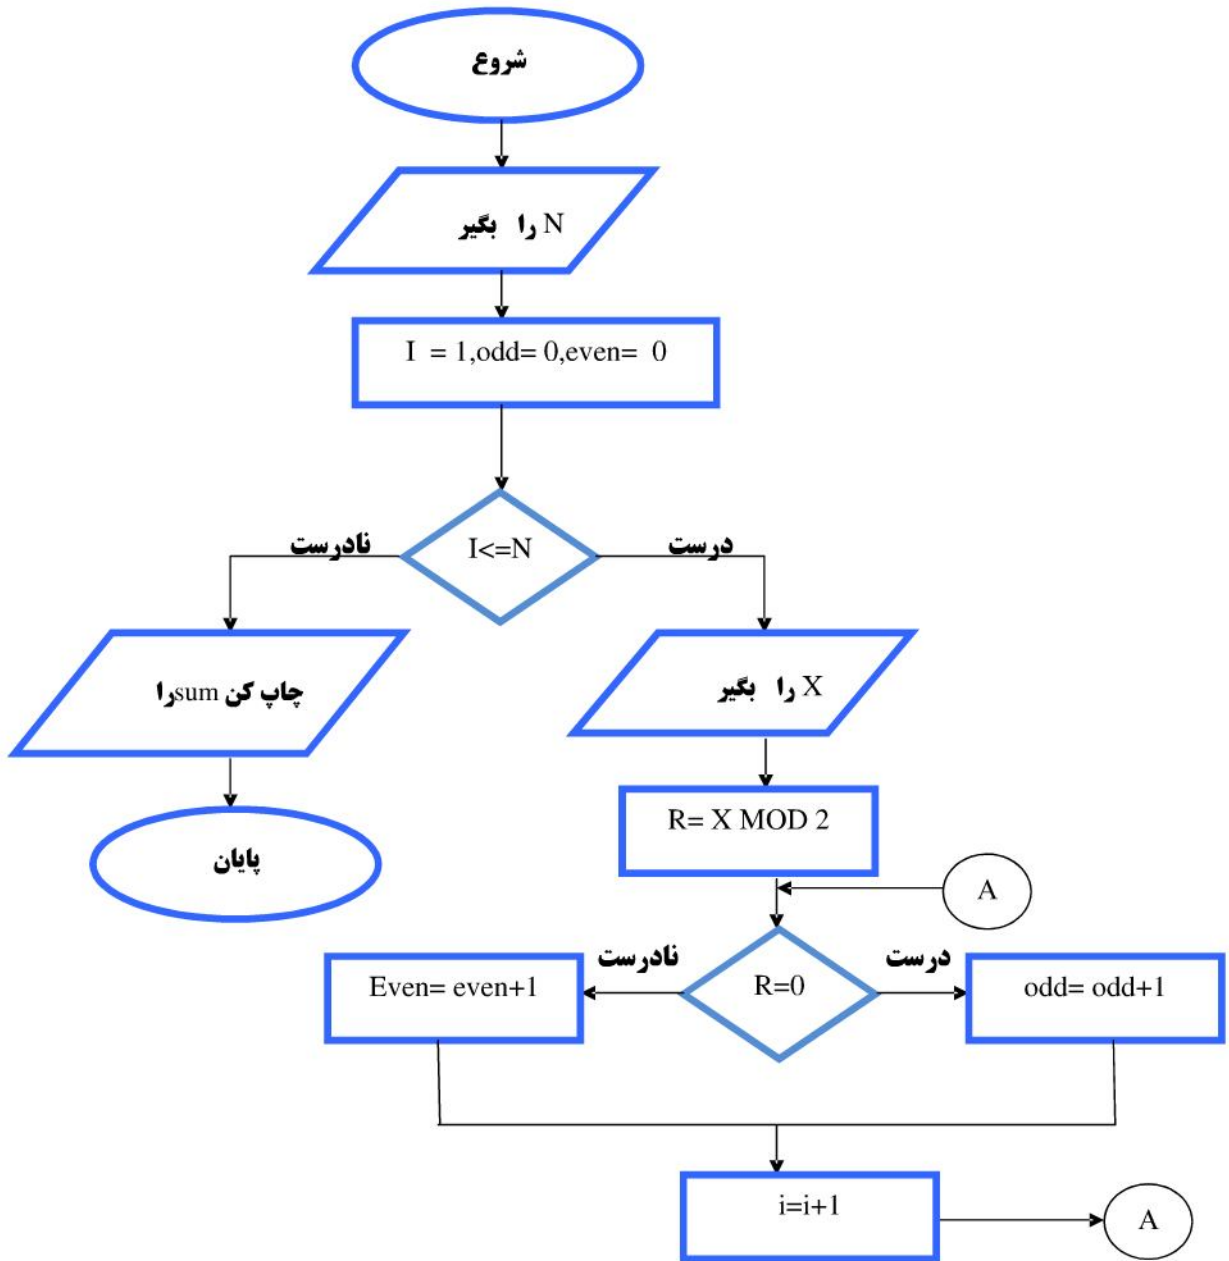 شروع
N را بگیر
I = 1,odd= 0,even= 0
I<=N
نادرست
درست
چاپ کن sumرا
X را بگیر
R= X MOD 2
پایان
A
نادرست
درست
Even= even+1
R=0
odd= odd+1
i=i+1
A